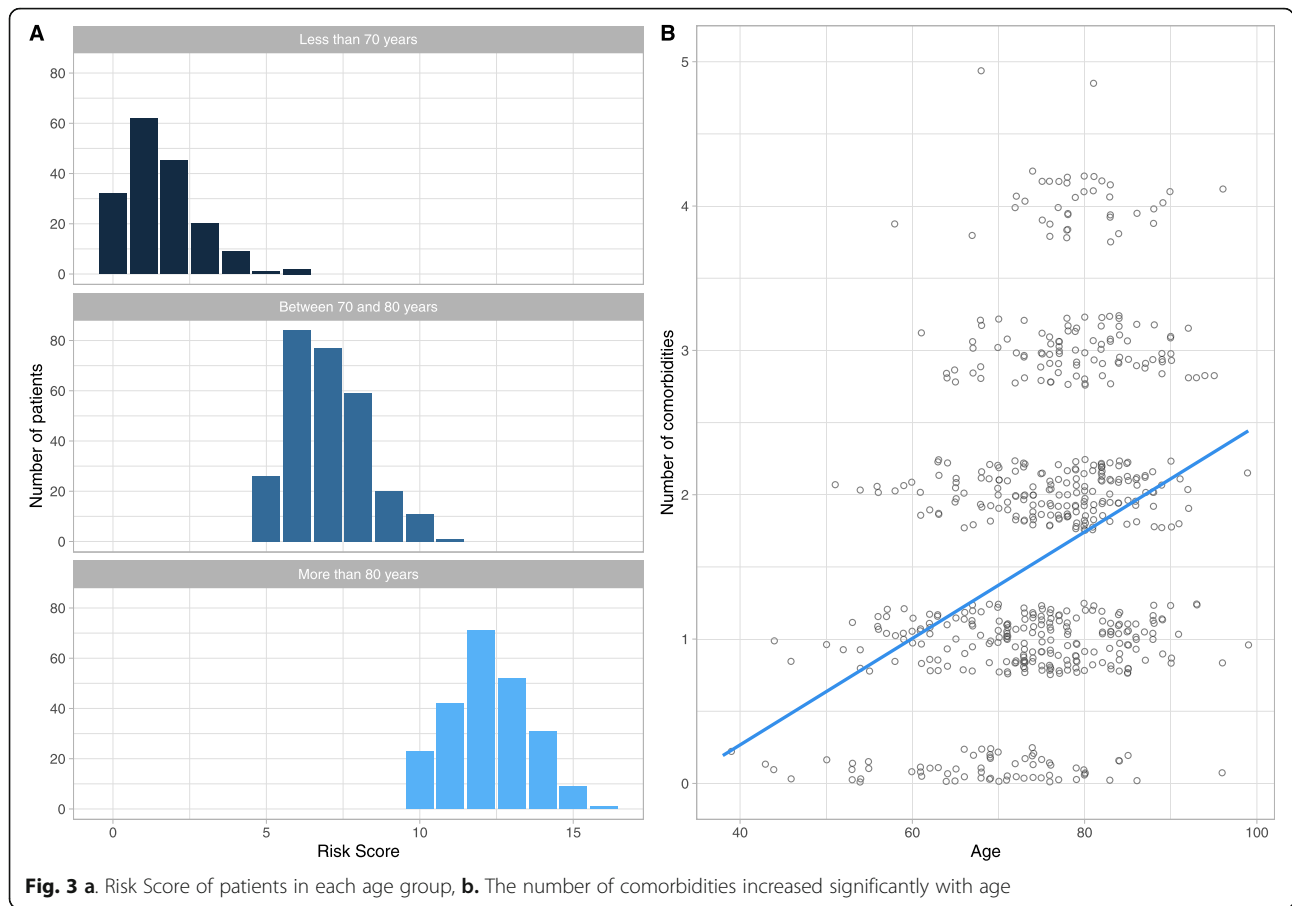 A
Less than 70 years
80
60
40
20
0
Between 70 and 80 years
80
60
40
20
0
More than 80 years
80
60
40
20
0
Number of patients
0 5 10 15
Risk Score
B
5
4
3
2
1
0
Number of comorbidities
40 60 80 100
Age
Fig. 3 a. Risk Score of patients in each age group, b. The number of comorbidities increased significantly with age